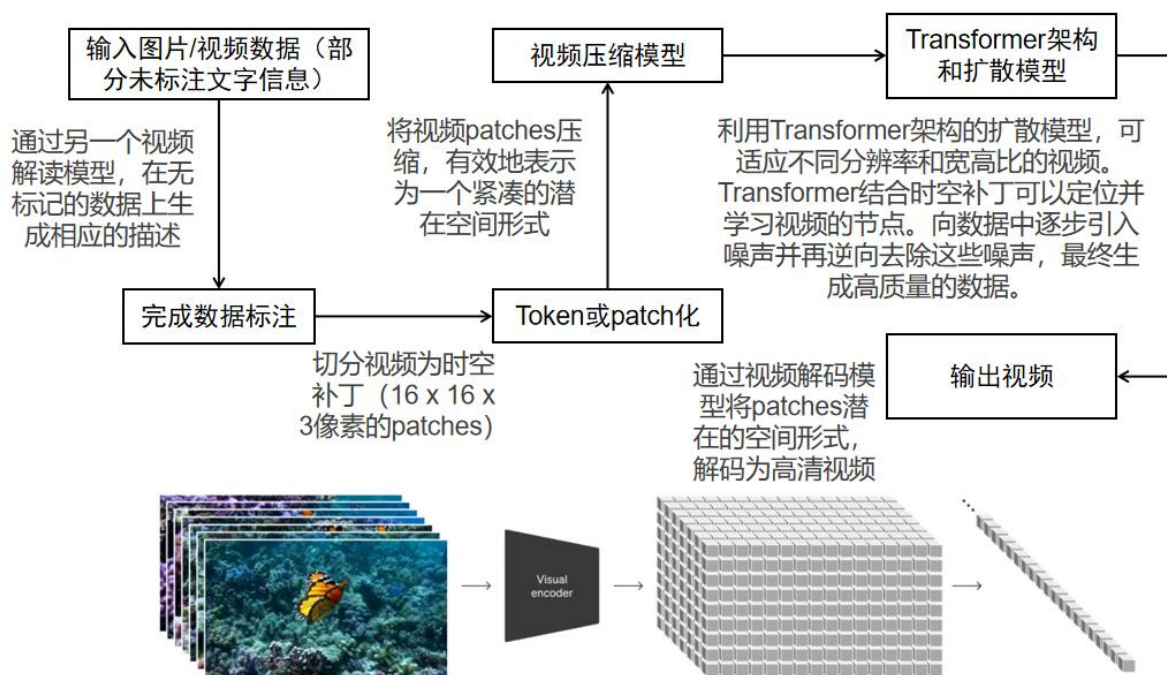 输入图片/视频数据（部
分未标注文字信息）
通过另一个视频
解读模型，在无
标记的数据上生
成相应的描述
完成数据标注
切分视频为时空
补丁（16 x 16 x
3像素的patches）
Token或patch化
将视频patches压
缩，有效地表示
为一个紧凑的潜
在空间形式
视频压缩模型
Transformer架构
和扩散模型
利用Transformer架构的扩散模型，可
适应不同分辨率和宽高比的视频。
Transformer结合时空补丁可以定位并
学习视频的节点。向数据中逐步引入
噪声并再逆向去除这些噪声，最终生
成高质量的数据。
输出视频
通过视频解码模
型将patches潜
在的空间形式，
解码为高清视频
Visual
encoder